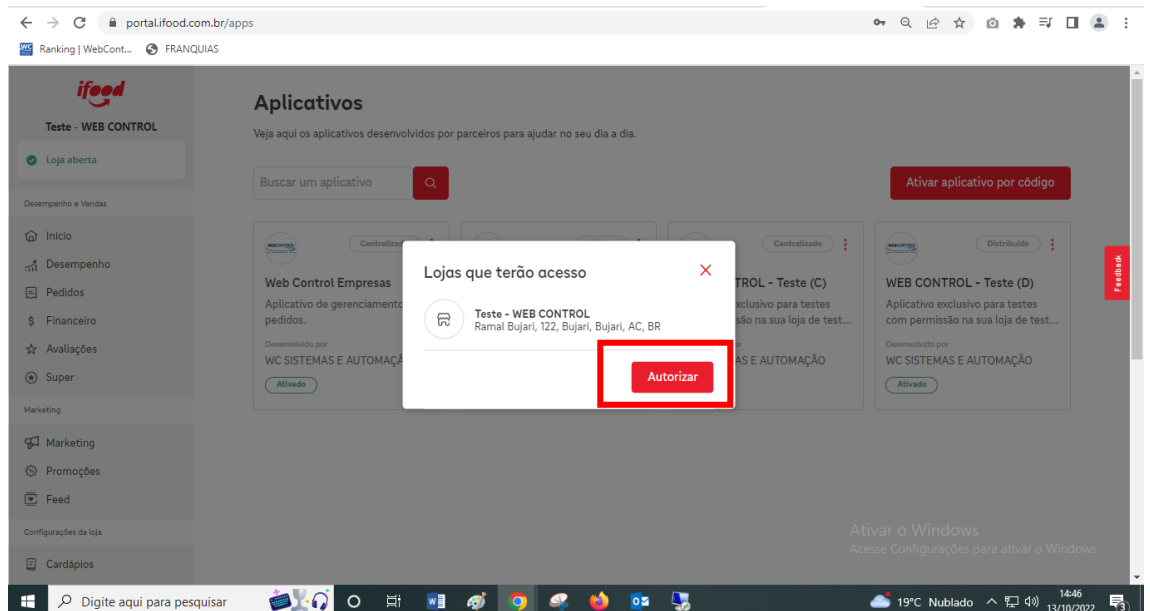 portal.ifood.com.br/apps
Ranking | WebCont...
FRANQUIAS
ifood
Teste - WEB CONTROL
Loja aberta
Desempenho e Vendas
Início
Desempenho
Pedidos
Financeiro
Avaliações
Super
Marketing
Marketing
Promoções
Feed
Configurações da loja
Cardápios
Aplicativos
Veja aqui os aplicativos desenvolvidos por parceiros para ajudar no seu dia a dia.
Buscar um aplicativo
Ativar aplicativo por código
Centralizad
Web Control Empresas
Aplicativo de gerenciamento
pedidos.
Desenvolvido por
WC SISTEMAS E AUTOMAÇÃ
Ativado
Lojas que terão acesso
Teste - WEB CONTROL
Ramal Bujari, 122, Bujari, Bujari, AC, BR
Autorizar
Centralizado
TROL - Teste (C)
xclusivo para testes
são na sua loja de test...
AS E AUTOMAÇÃO
WEBCONTROL
Distribuído
WEB CONTROL - Teste (D)
Aplicativo exclusivo para testes
com permissão na sua loja de test...
Desenvolvido por
WC SISTEMAS E AUTOMAÇÃO
Ativado
Feedback
Ativar o Windows
Acesse Configurações para ativar o Windows.
Digite aqui para pesquisar
19°C Nublado
14:46
13/10/2022